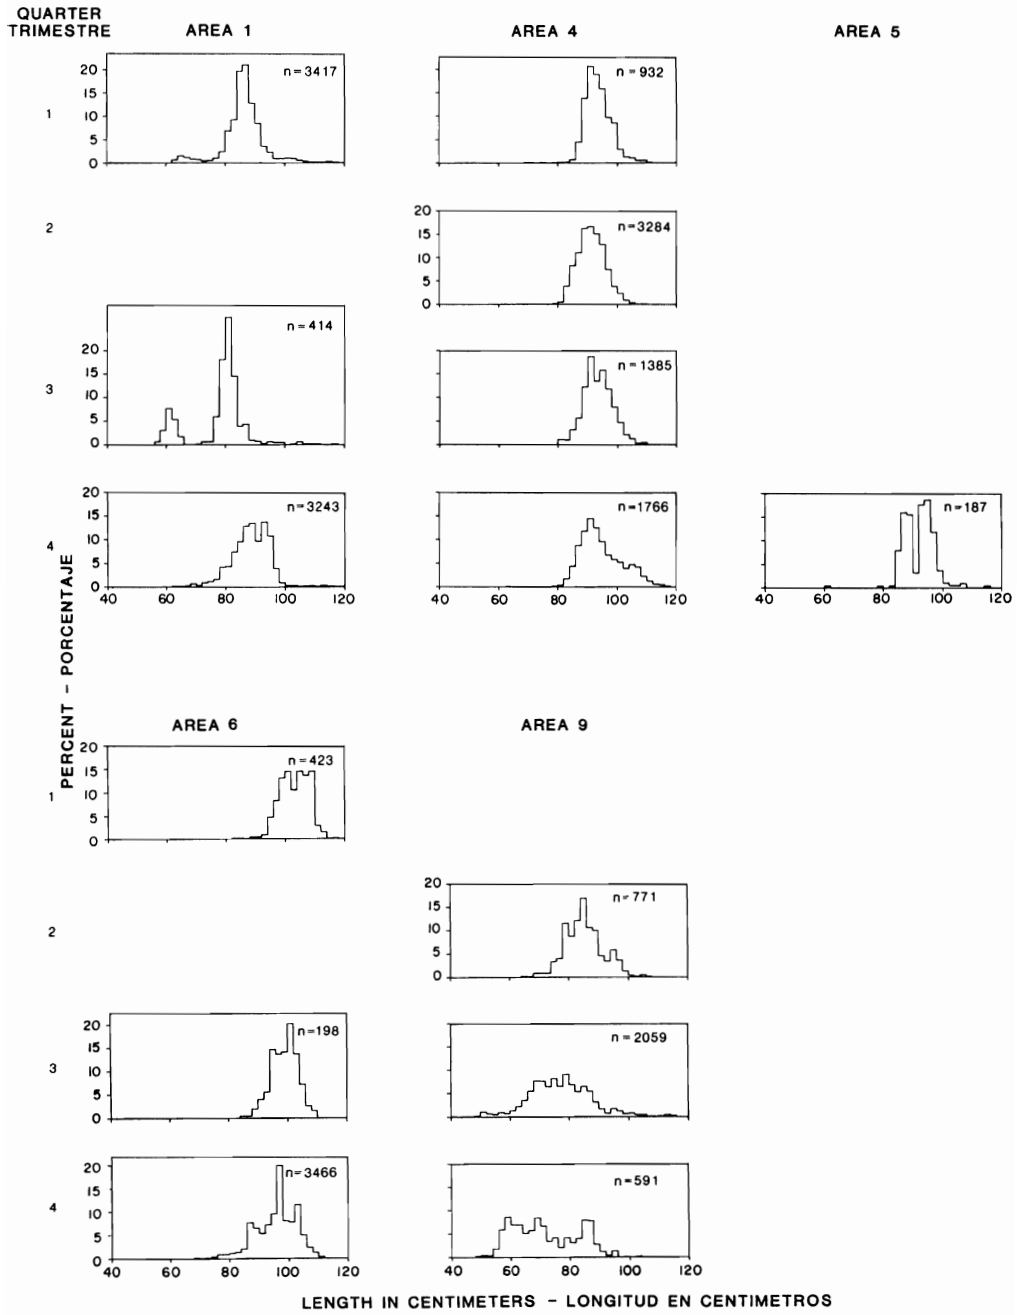 QUARTER
TRIMESTRE
AREA 1
AREA 4
AREA 5
1
20
15
10
5
0
n=3417
n=932
2
20
15
10
5
0
n=3284
3
20
15
10
5
0
n=414
n=1385
4
20
15
10
5
0
n=3243
40 60 80 100 120
n=1766
40 60 80 100 120
n=187
40 60 80 100 120
PERCENT - PORCENTAJE
AREA 6
AREA 9
1
20
15
10
5
0
n=423
2
20
15
10
5
0
n=771
3
20
15
10
5
0
n=198
n=2059
4
20
15
10
5
0
n=3466
40 60 80 100 120
n=591
40 60 80 100 120
LENGTH IN CENTIMETERS - LONGITUD EN CENTIMETROS